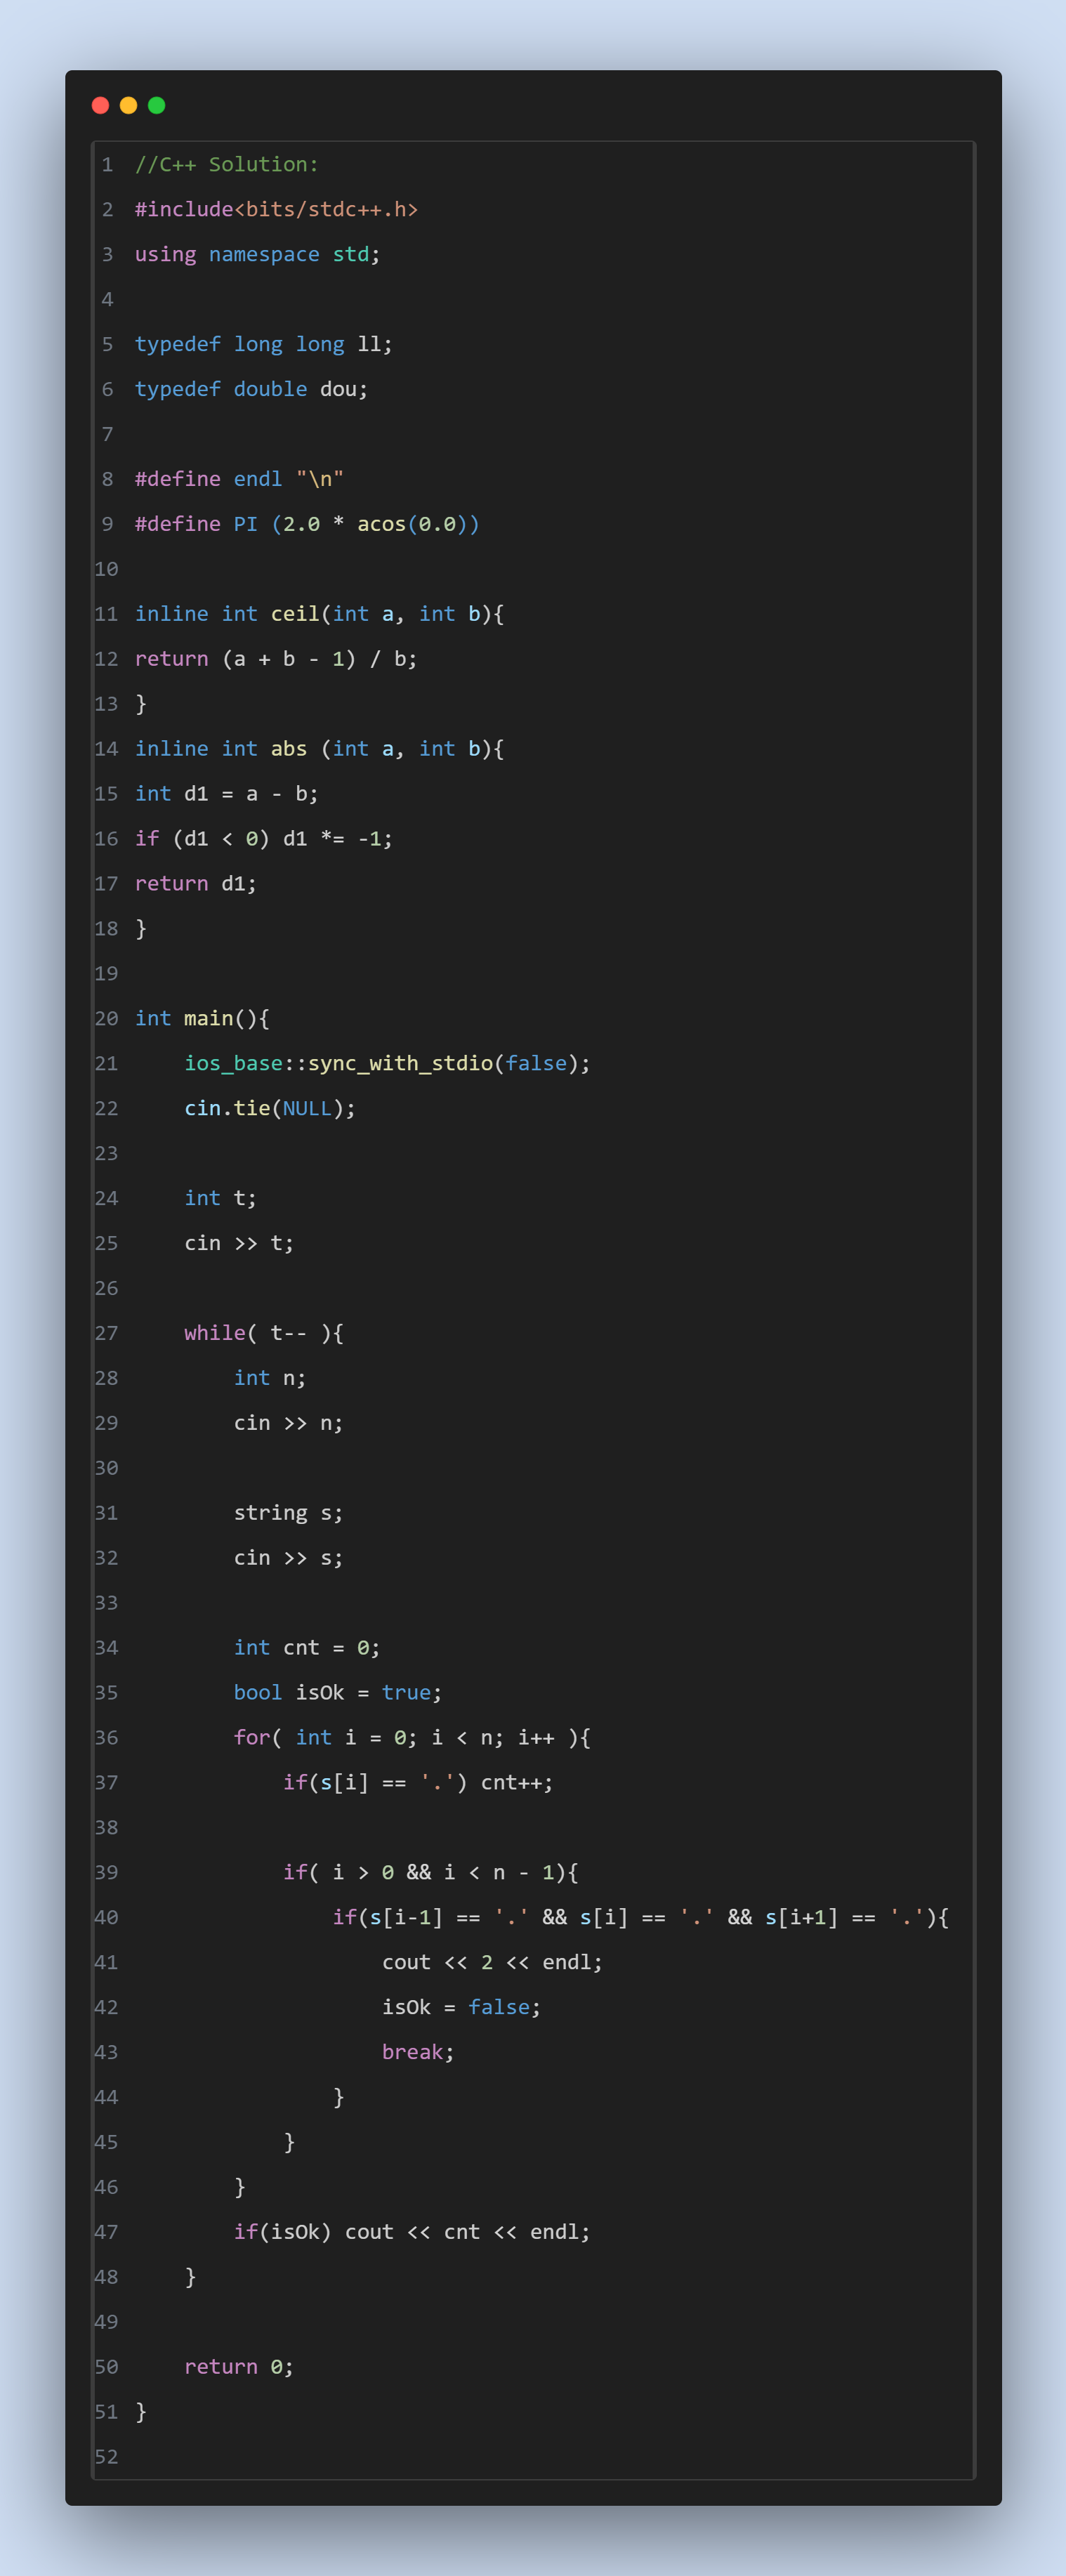 1 //C++ Solution:
2 #include<bits/stdc++.h>
3 using namespace std;
4
5 typedef long long ll;
6 typedef double dou;
7
8 #define endl "\n"
9 #define PI (2.0 * acos(0.0))
10
11 inline int ceil(int a, int b){
12 return (a + b - 1) / b;
13 }
14 inline int abs (int a, int b){
15 int d1 = a - b;
16 if (d1 < 0) d1 *= -1;
17 return d1;
18 }
19
20 int main(){
21     ios_base::sync_with_stdio(false);
22     cin.tie(NULL);
23
24     int t;
25     cin >> t;
26
27     while( t-- ){
28         int n;
29         cin >> n;
30
31         string s;
32         cin >> s;
33
34         int cnt = 0;
35         bool isOk = true;
36         for( int i = 0; i < n; i++ ){
37             if(s[i] == '.') cnt++;
38
39             if( i > 0 && i < n - 1){
40                 if(s[i-1] == '.' && s[i] == '.' && s[i+1] == '.'){
41                     cout << 2 << endl;
42                     isOk = false;
43                     break;
44                 }
45             }
46         }
47         if(isOk) cout << cnt << endl;
48     }
49
50     return 0;
51 }
52